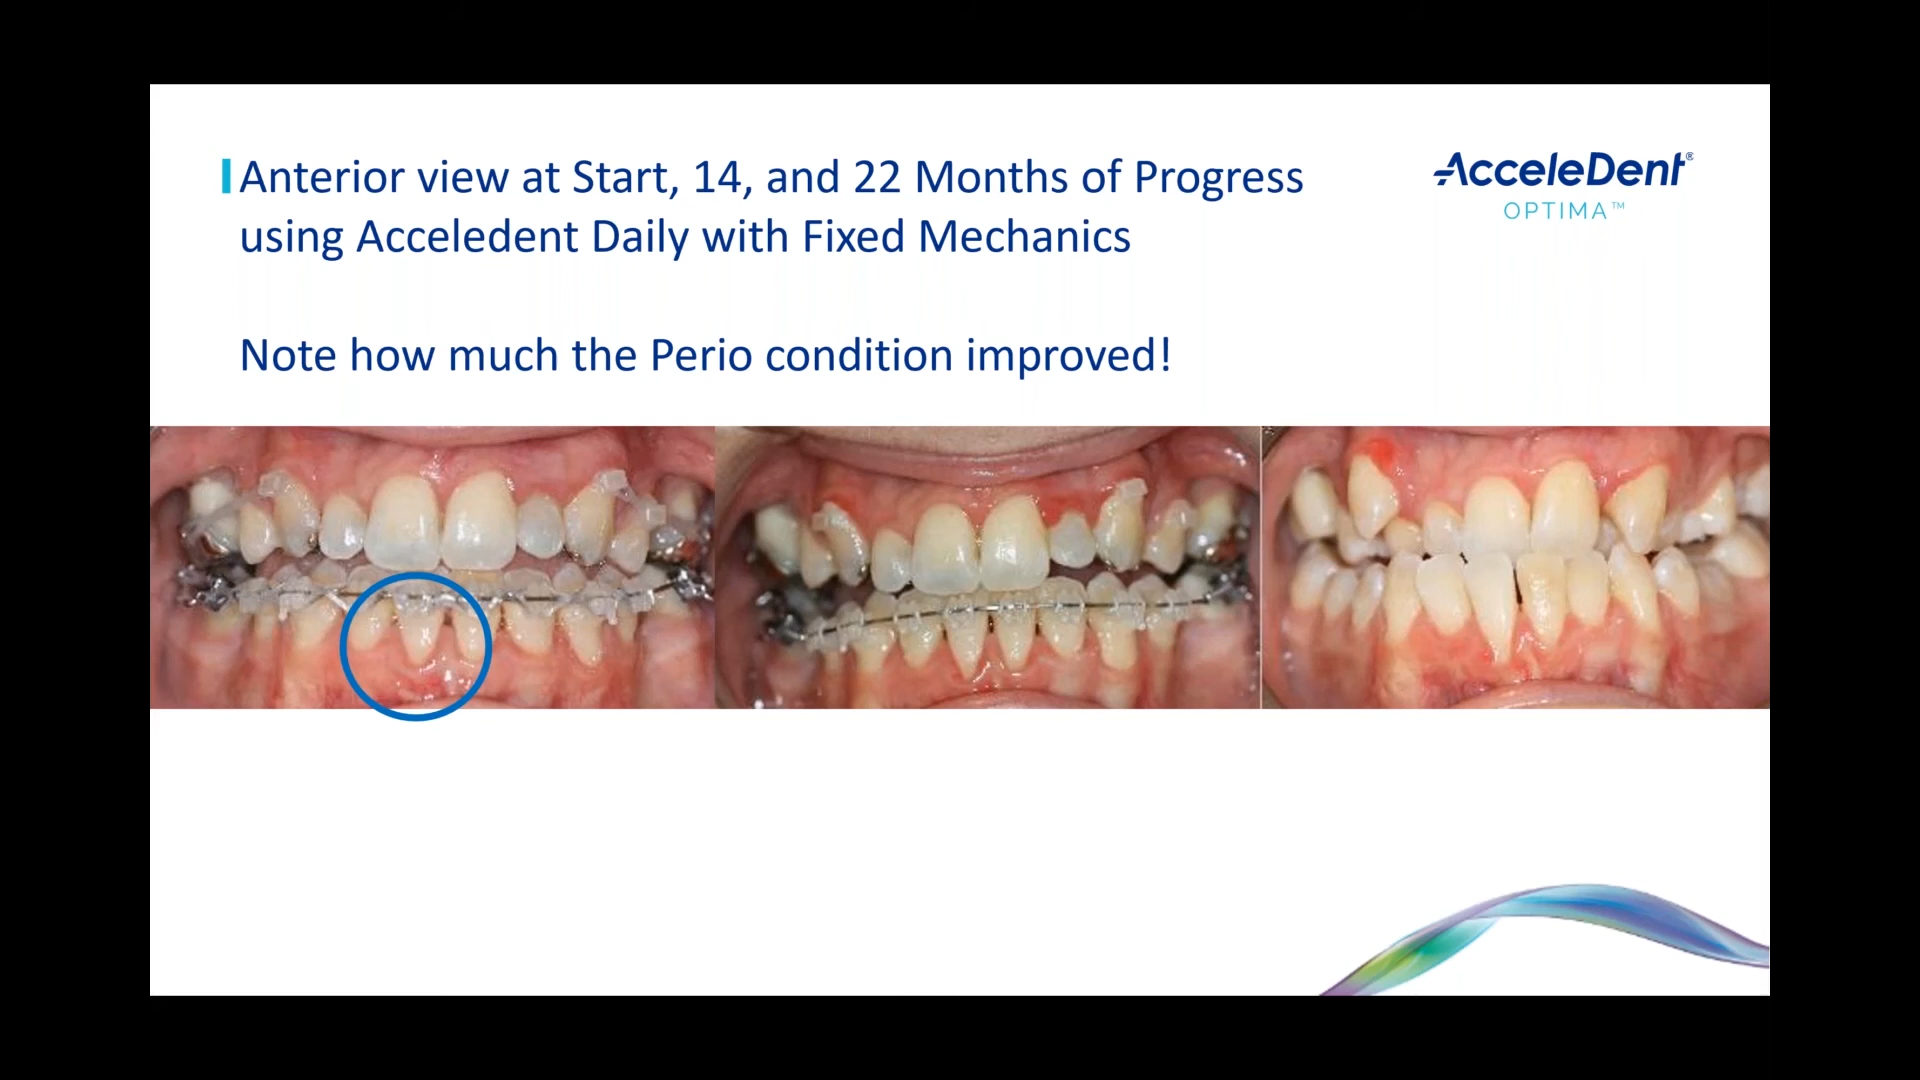 Anterior view at Start, 14, and 22 Months of Progress
using Acceledent Daily with Fixed Mechanics
Note how much the Perio condition improved!
AcceleDent®
OPTIMA™